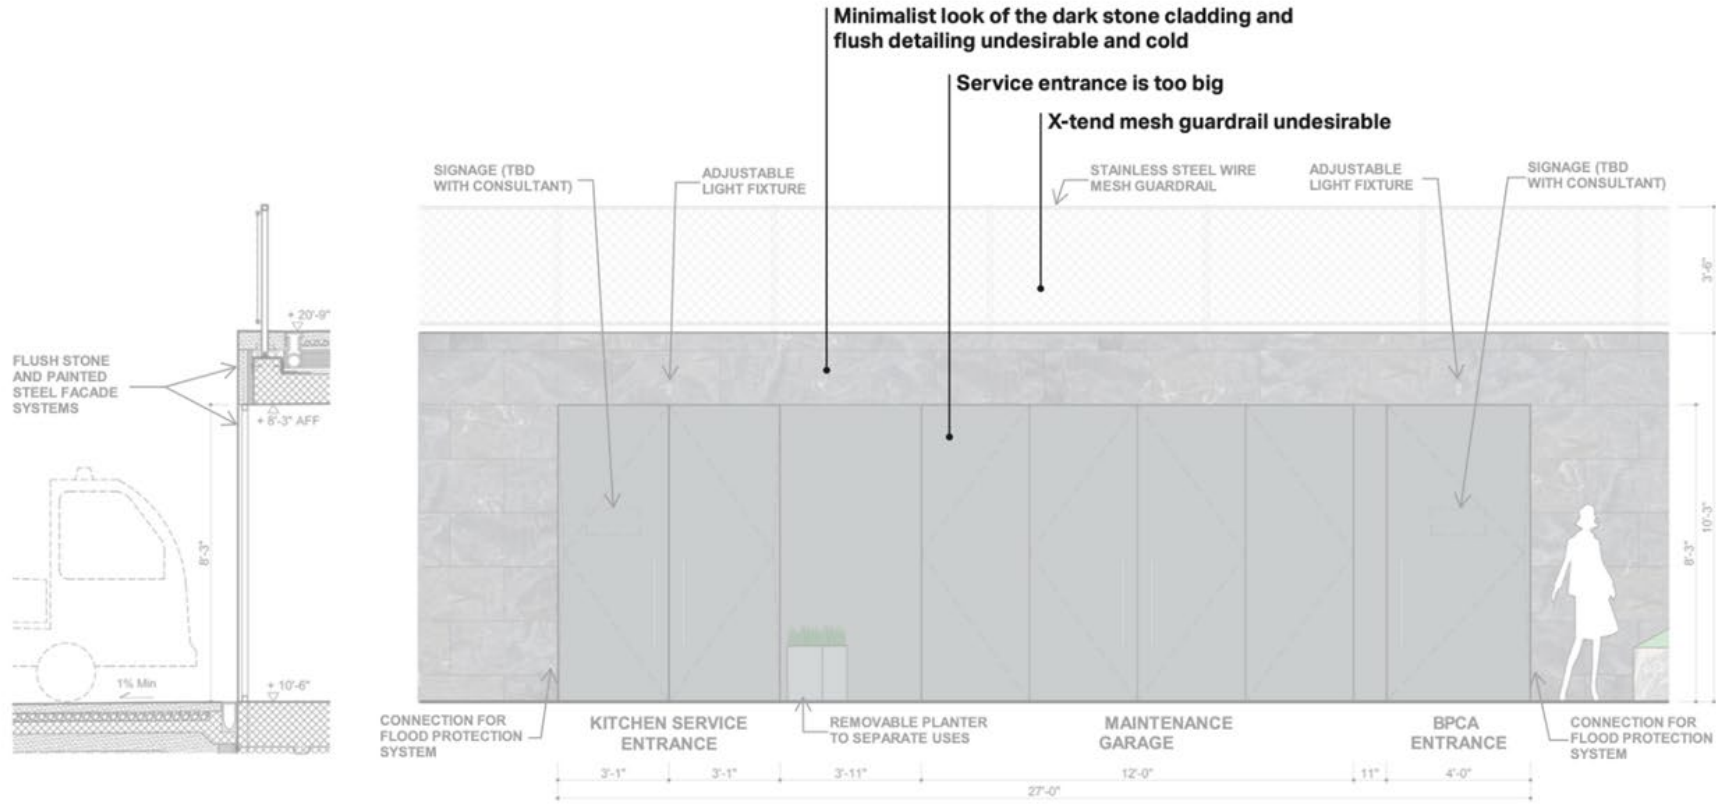 Minimalist look of the dark stone cladding and
flush detailing undesirable and cold
Service entrance is too big
X-tend mesh guardrail undesirable
SIGNAGE (TBD
WITH CONSULTANT)
ADJUSTABLE
LIGHT FIXTURE
STAINLESS STEEL WIRE
MESH GUARDRAIL
ADJUSTABLE
LIGHT FIXTURE
SIGNAGE (TBD
WITH CONSULTANT)
3'-6"
+ 20'-9"
FLUSH STONE
AND PAINTED
STEEL FACADE
SYSTEMS
+ 8'-3" AFF
8'-3"
10'-3"
8'-3"
1% Min
+ 10'-6"
CONNECTION FOR
FLOOD PROTECTION
SYSTEM
KITCHEN SERVICE
ENTRANCE
REMOVABLE PLANTER
TO SEPARATE USES
MAINTENANCE
GARAGE
BPCA
ENTRANCE
CONNECTION FOR
FLOOD PROTECTION
SYSTEM
3'-1"
3'-1"
3'-11"
12'-0"
11"
4'-0"
27'-0"